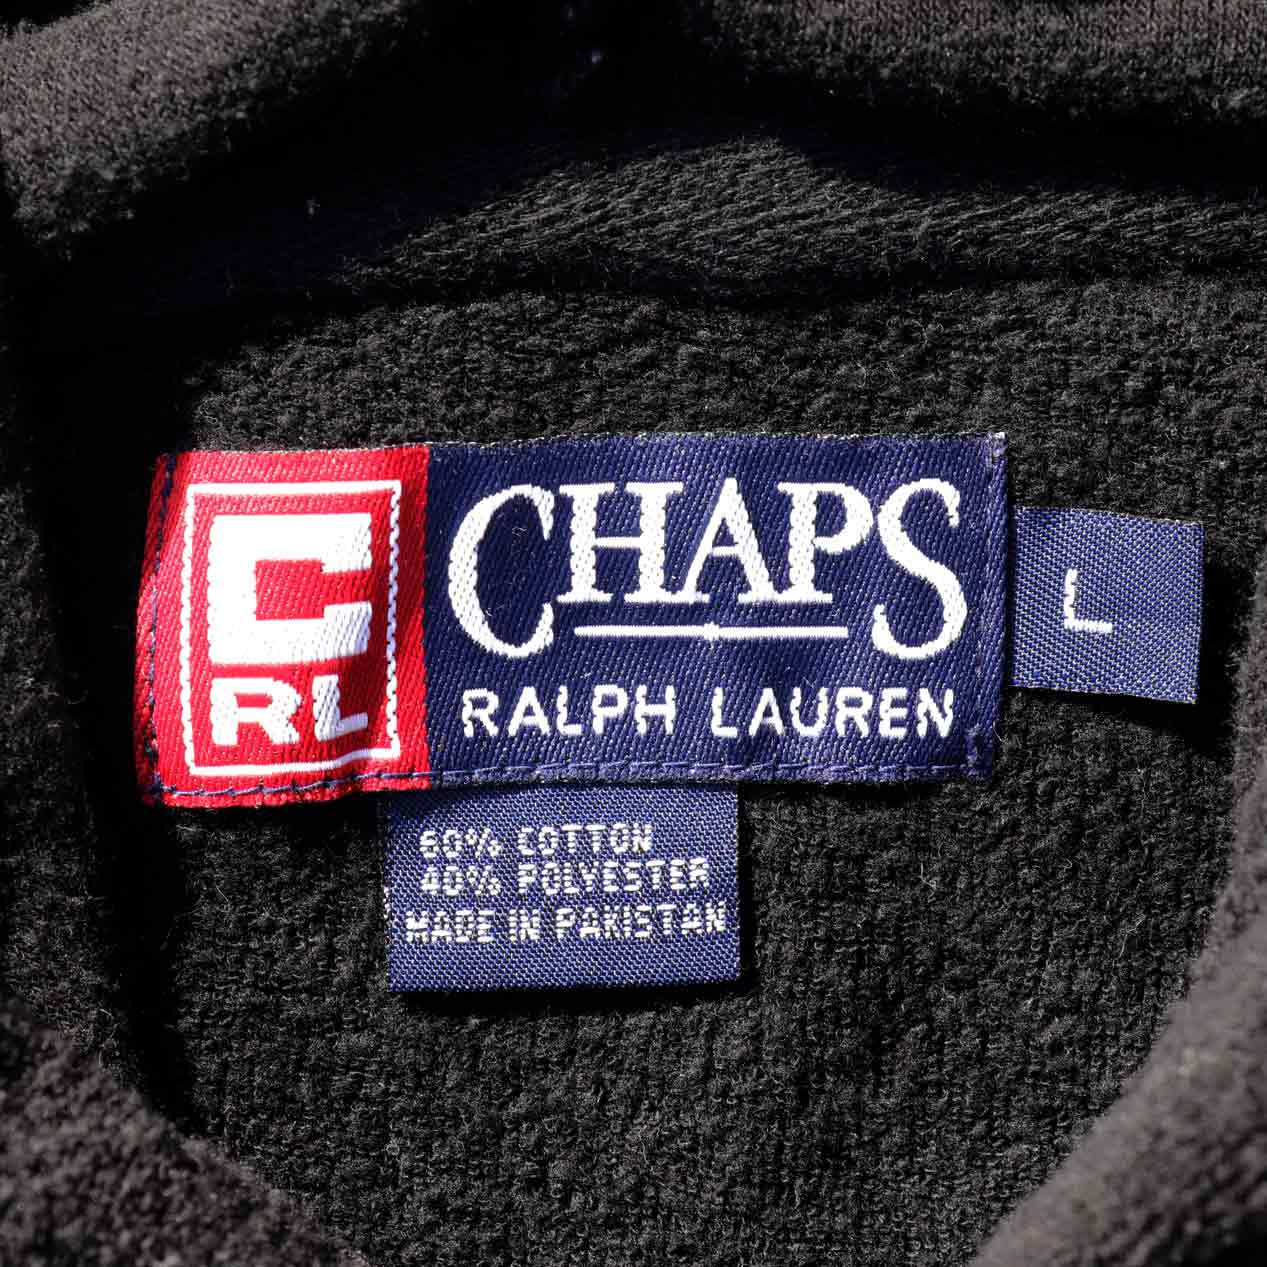 C
RL
CHAPS
RALPH LAUREN
L
60% COTTON
40% POLYESTER
MADE IN PAKISTAN